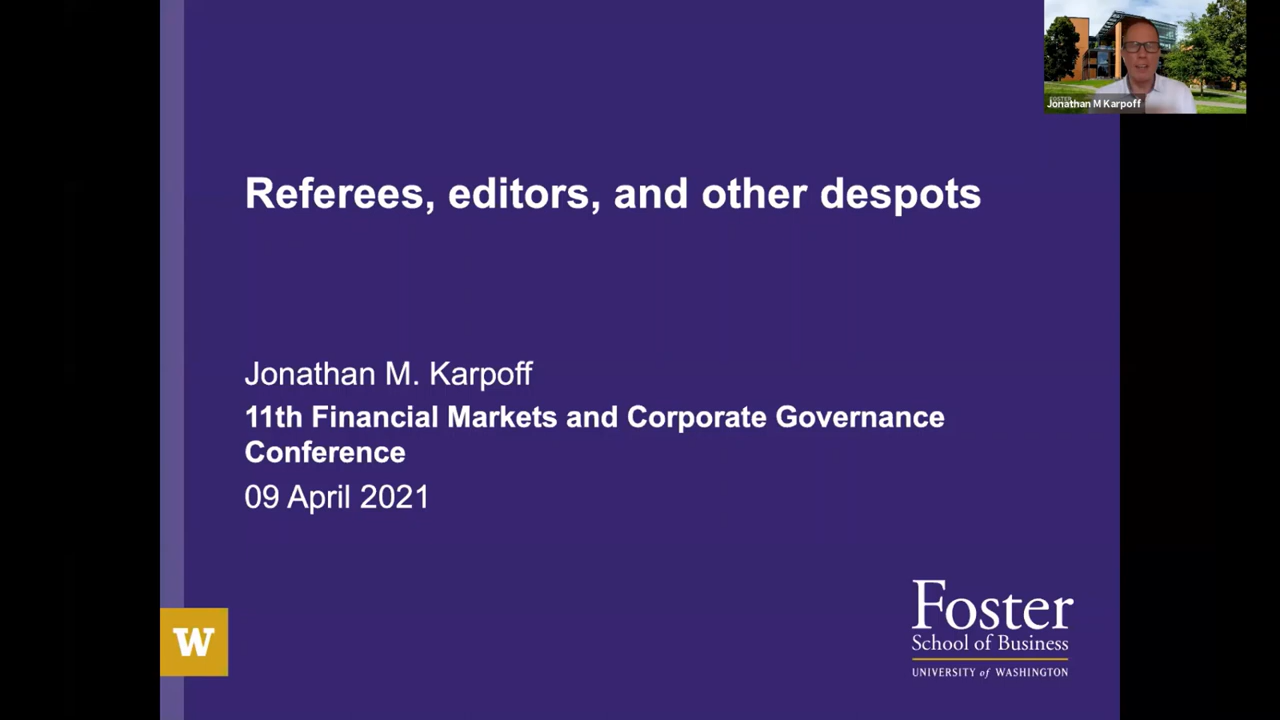 Jonathan M Karpoff
Referees, editors, and other despots
Jonathan M. Karpoff
11th Financial Markets and Corporate Governance
Conference
09 April 2021
W
Foster
School of Business
UNIVERSITY of WASHINGTON